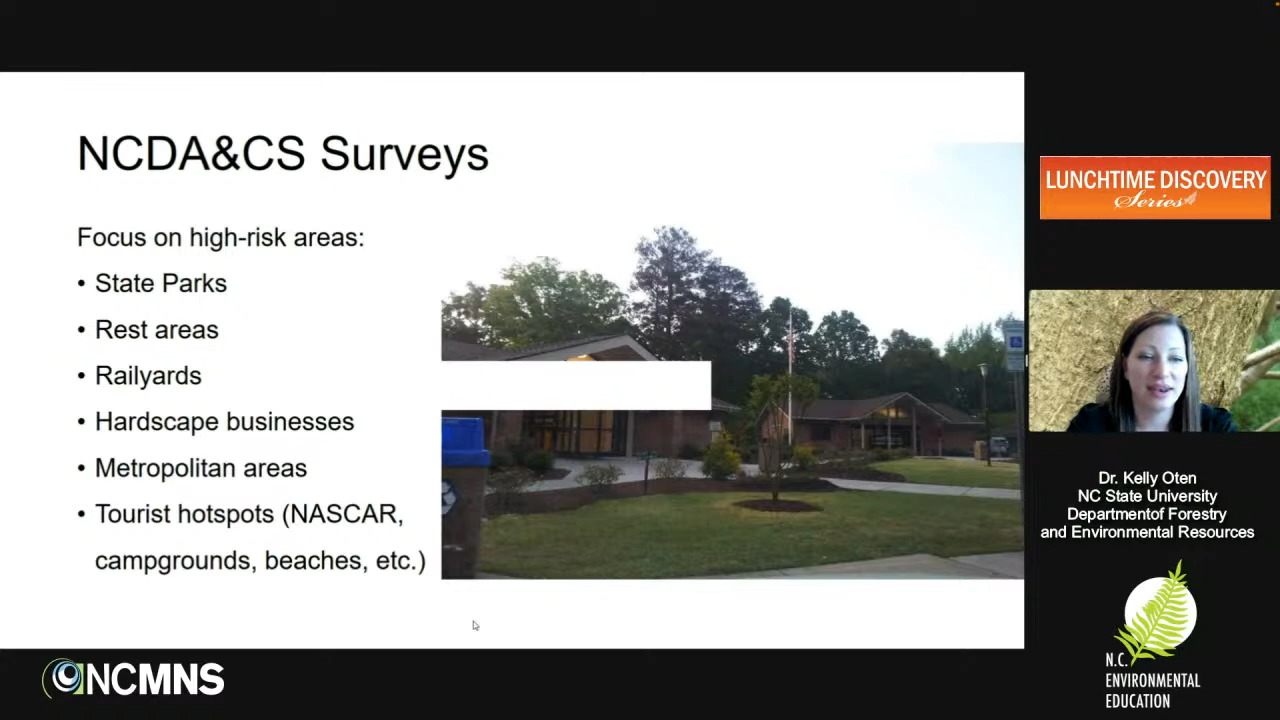 NCDA&CS Surveys
Focus on high-risk areas:
• State Parks
• Rest areas
• Railyards
• Hardscape businesses
• Metropolitan areas
• Tourist hotspots (NASCAR,
campgrounds, beaches, etc.)
LUNCHTIME DISCOVERY
Series
Dr. Kelly Oten
NC State University
Departmentof Forestry
and Environmental Resources
NCMNS
N.C.
ENVIRONMENTAL
EDUCATION